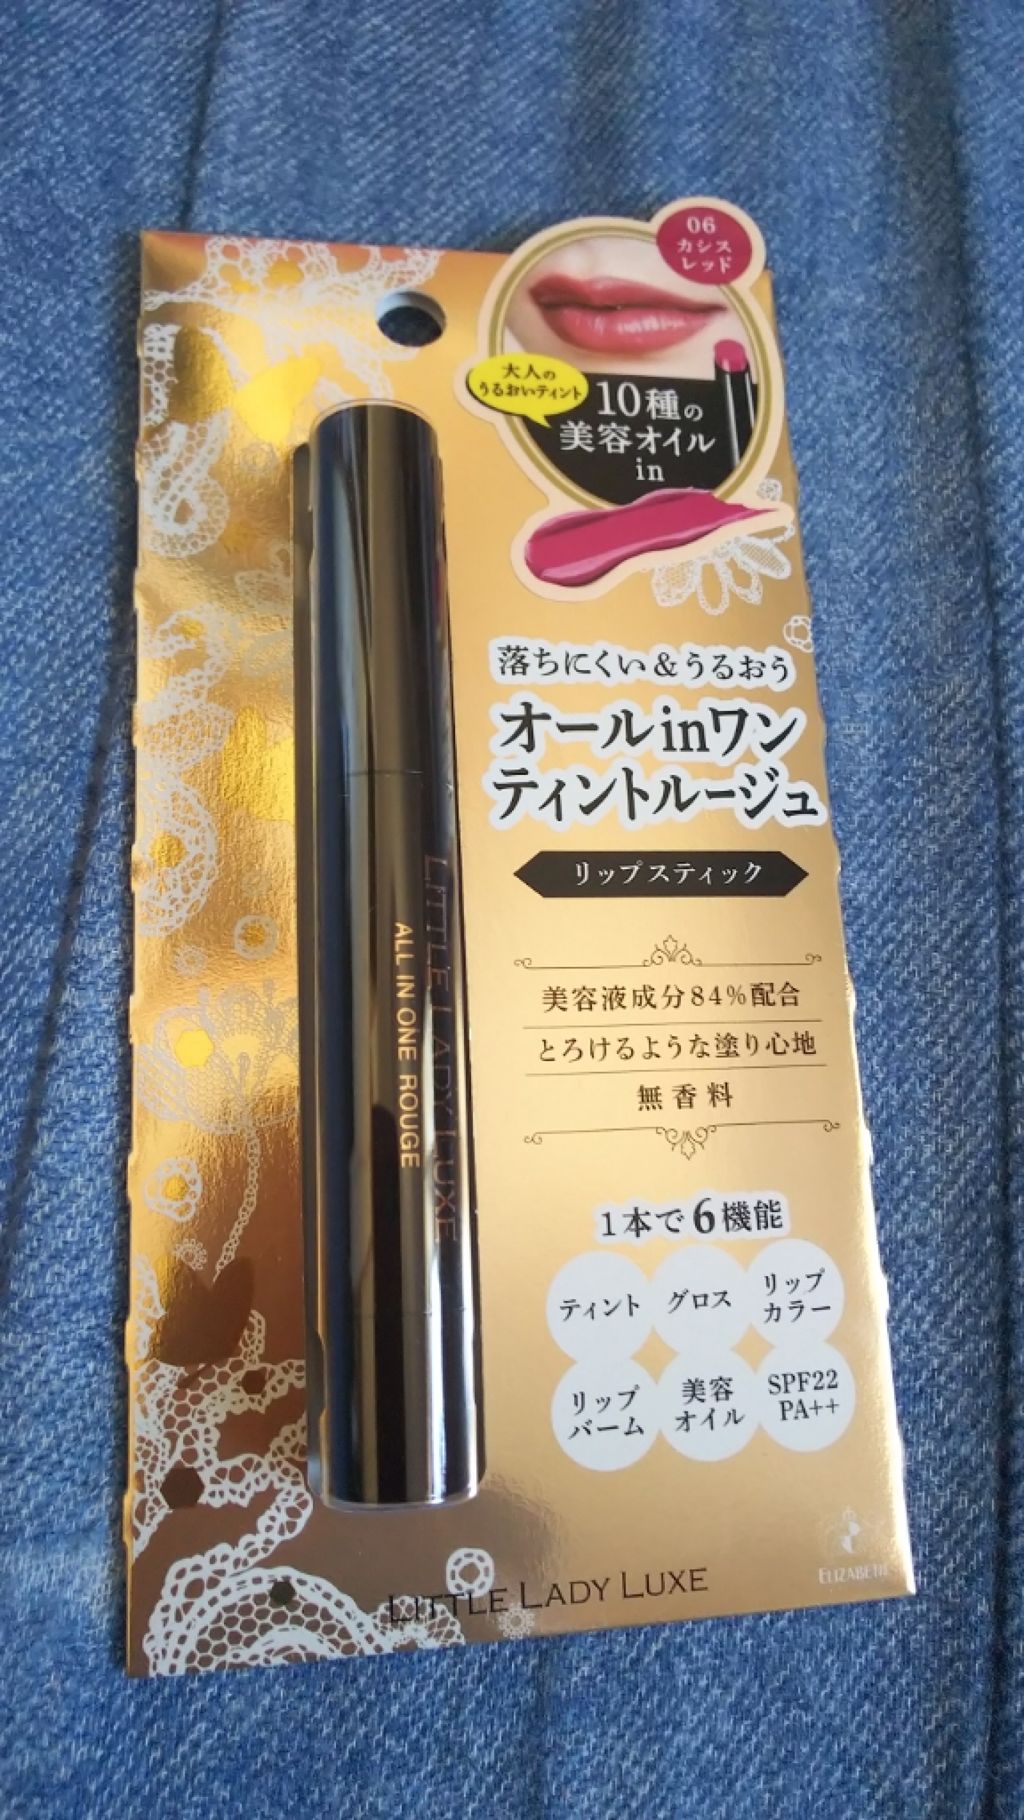 06
カシス
レッド
大人の
うるおいティント
10種の
美容オイル
in
落ちにくい&うるおう
オールinワン
ティントルージュ
リップスティック
美容液成分84%配合
とろけるような塗り心地
無香料
1本で6機能
ティント
グロス
リップ
カラー
リップ
バーム
美容
オイル
SPF22
PA++
LITTLE LADY LUXE
ALL IN ONE ROUGE
LITTLE LADY LUXE
ELIZABETH